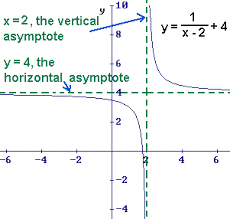 10
y
x = 2, the vertical
asymptote
8
y = 1/(x - 2) + 4
y = 4, the
horizontal asymptote
6
4
2
-6 -4 -2 2 4 6
x
-2
-4